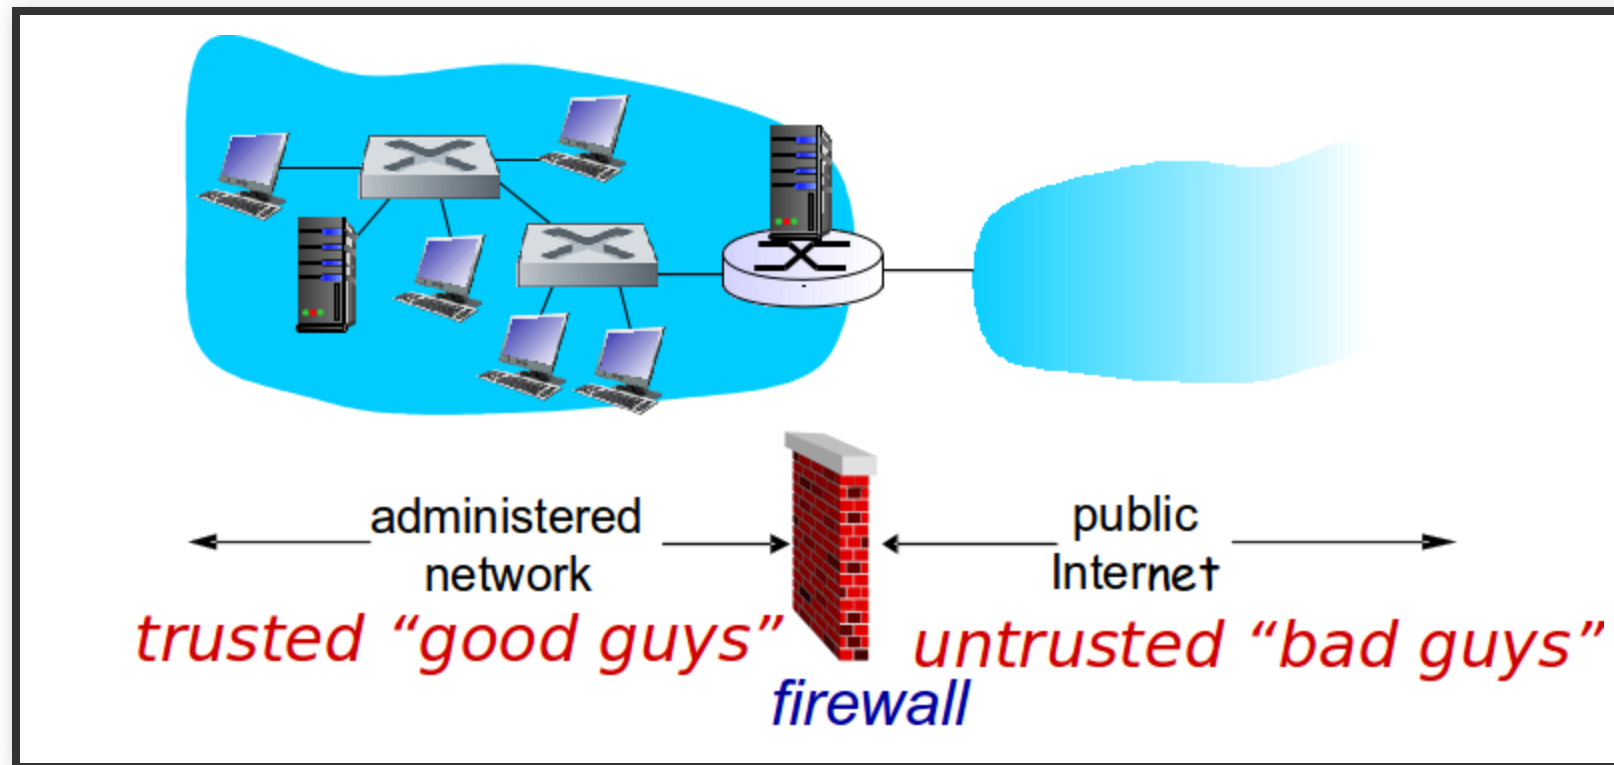 administered
network
public
Internet
trusted “good guys”
untrusted “bad guys”
firewall